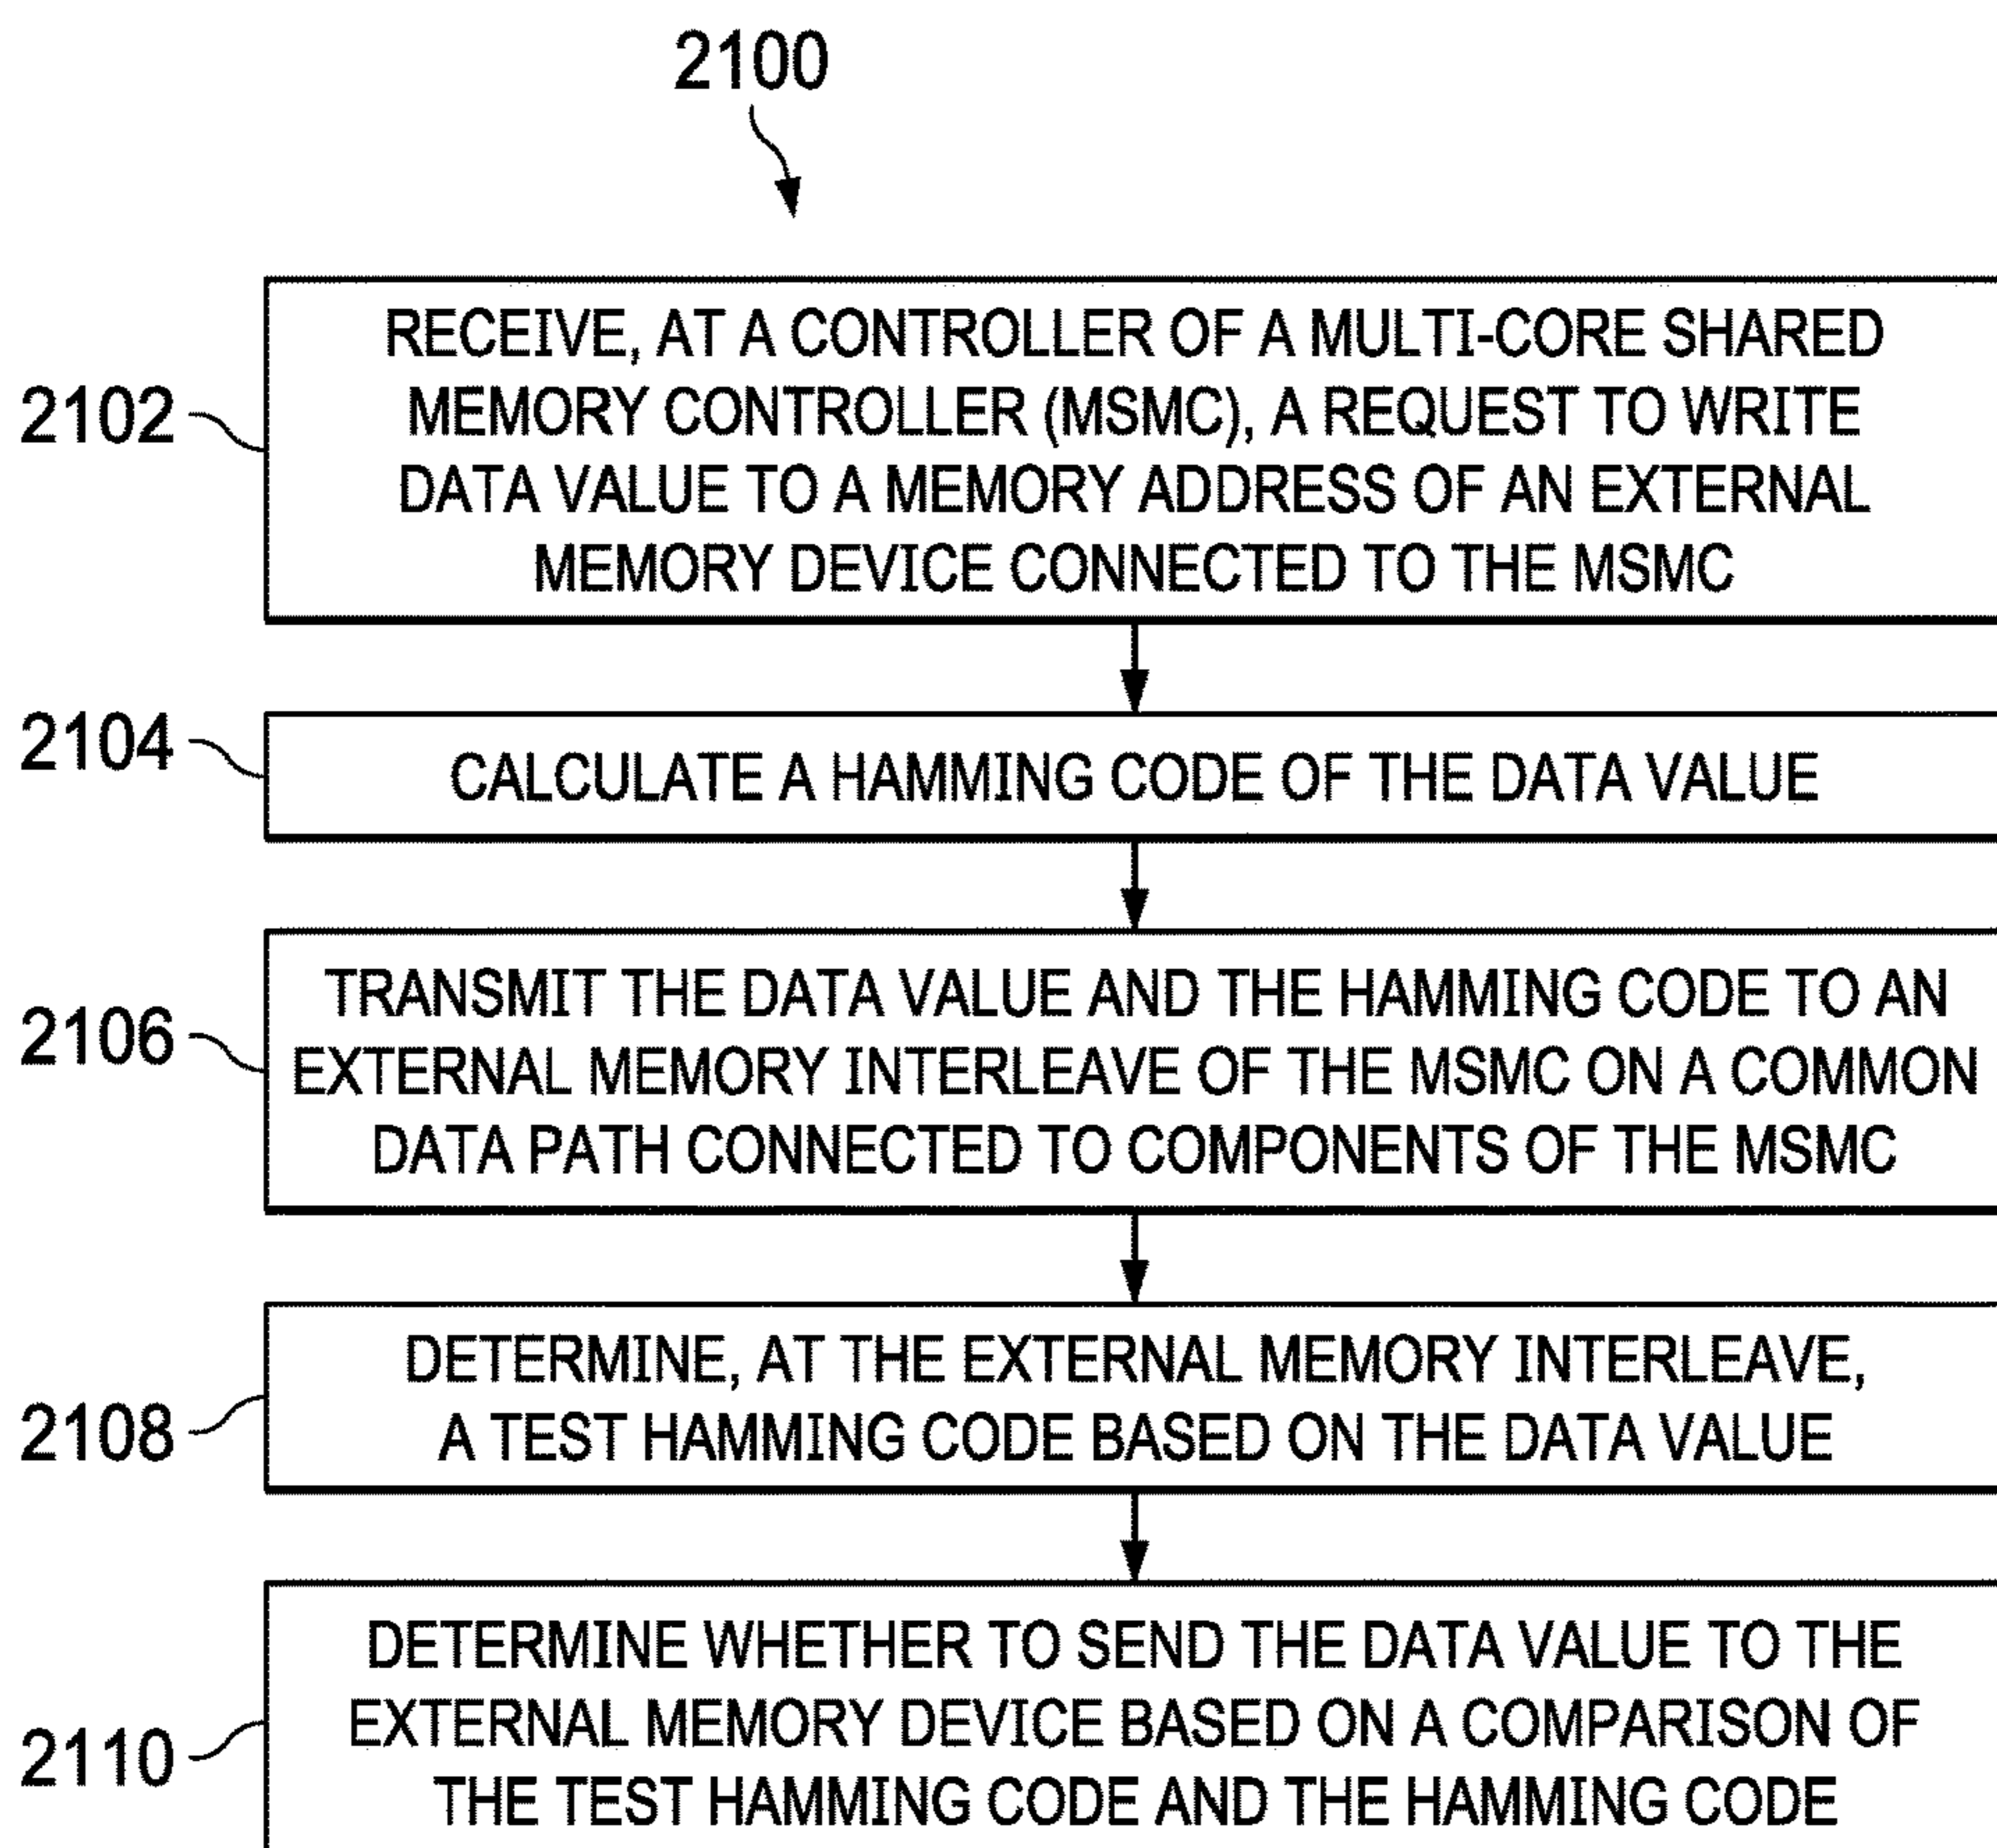 2100
2102
RECEIVE, AT A CONTROLLER OF A MULTI-CORE SHARED
MEMORY CONTROLLER (MSMC), A REQUEST TO WRITE
DATA VALUE TO A MEMORY ADDRESS OF AN EXTERNAL
MEMORY DEVICE CONNECTED TO THE MSMC
2104
CALCULATE A HAMMING CODE OF THE DATA VALUE
2106
TRANSMIT THE DATA VALUE AND THE HAMMING CODE TO AN
EXTERNAL MEMORY INTERLEAVE OF THE MSMC ON A COMMON
DATA PATH CONNECTED TO COMPONENTS OF THE MSMC
2108
DETERMINE, AT THE EXTERNAL MEMORY INTERLEAVE,
A TEST HAMMING CODE BASED ON THE DATA VALUE
2110
DETERMINE WHETHER TO SEND THE DATA VALUE TO THE
EXTERNAL MEMORY DEVICE BASED ON A COMPARISON OF
THE TEST HAMMING CODE AND THE HAMMING CODE